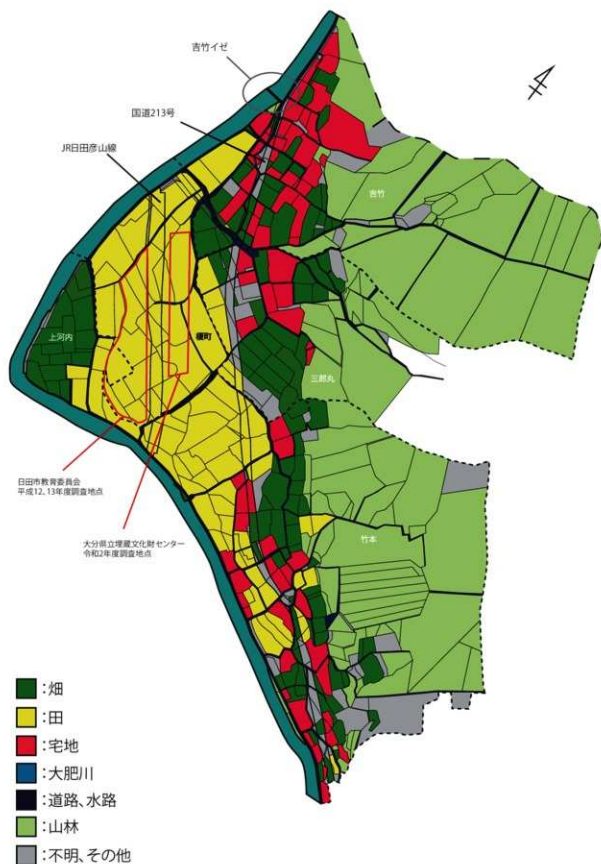 吉竹イゼ
国道213号
JR日田彦山線
吉竹
上河内
榎町
三郎丸
日田市教育委員会
平成12、13年度調査地点
大分県立埋蔵文化財センター
令和2年度調査地点
竹本
:畑
:田
:宅地
:大肥川
:道路、水路
:山林
:不明、その他